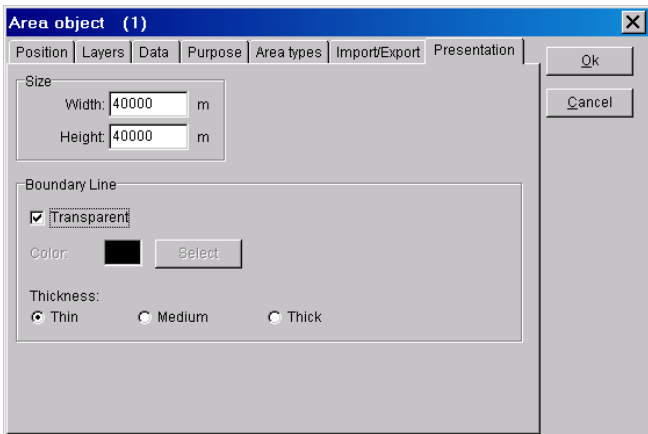 Area object (1)
Position Layers Data Purpose Area types Import/Export Presentation
Ok
Cancel
Size
Width: 40000 m
Height: 40000 m
Boundary Line
Transparent
Color: Select
Thickness:
Thin Medium Thick